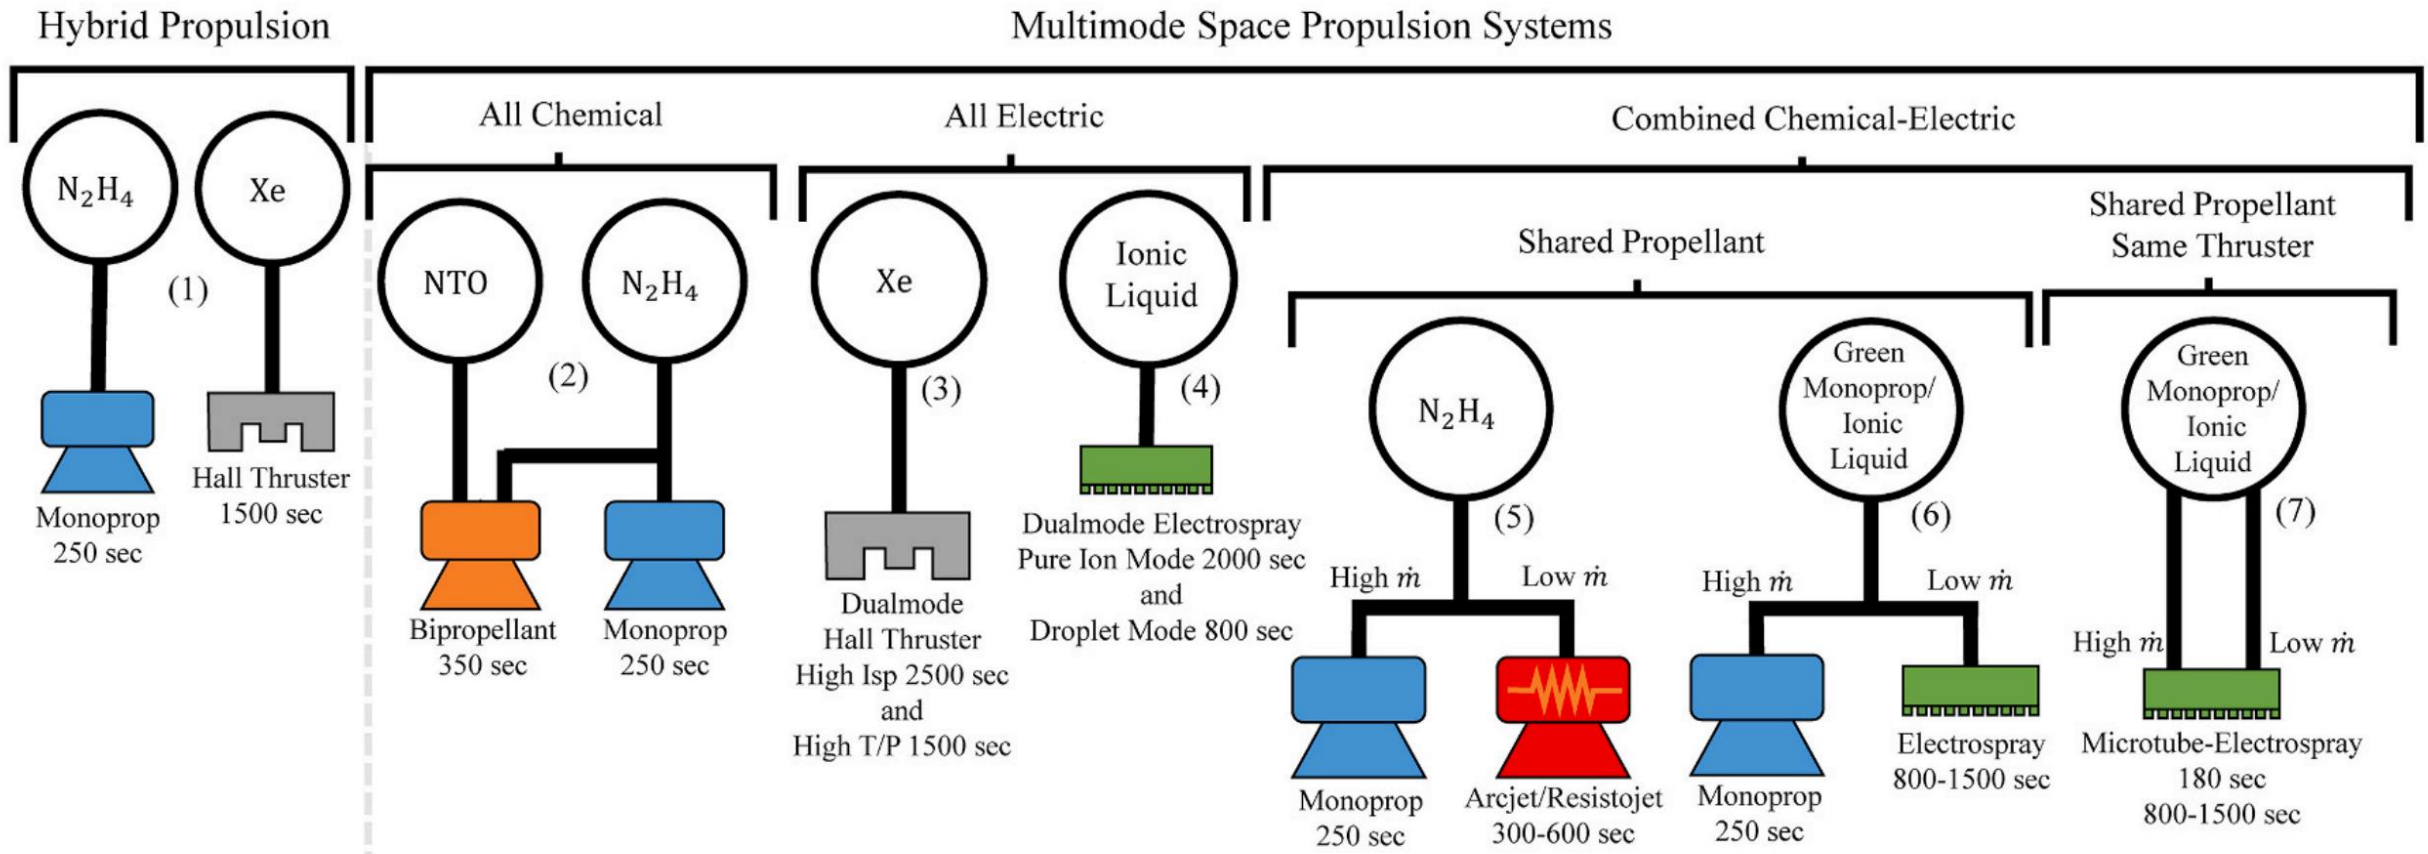 Hybrid Propulsion
Multimode Space Propulsion Systems
All Chemical
All Electric
Combined Chemical-Electric
Shared Propellant
Shared Propellant
Same Thruster
N₂H₄
Xe
(1)
Monoprop
250 sec
Hall Thruster
1500 sec
NTO
N₂H₄
(2)
Bipropellant
350 sec
Monoprop
250 sec
Xe
(3)
Dualmode
Hall Thruster
High Isp 2500 sec
and
High T/P 1500 sec
Ionic
Liquid
(4)
Dualmode Electrospray
Pure Ion Mode 2000 sec
and
Droplet Mode 800 sec
N₂H₄
(5)
High ṁ
Low ṁ
Monoprop
250 sec
Arcjet/Resistojet
300-600 sec
Green
Monoprop/
Ionic
Liquid
(6)
High ṁ
Low ṁ
Monoprop
250 sec
Electrospray
800-1500 sec
Green
Monoprop/
Ionic
Liquid
(7)
High ṁ
Low ṁ
Microtube-Electrospray
180 sec
800-1500 sec